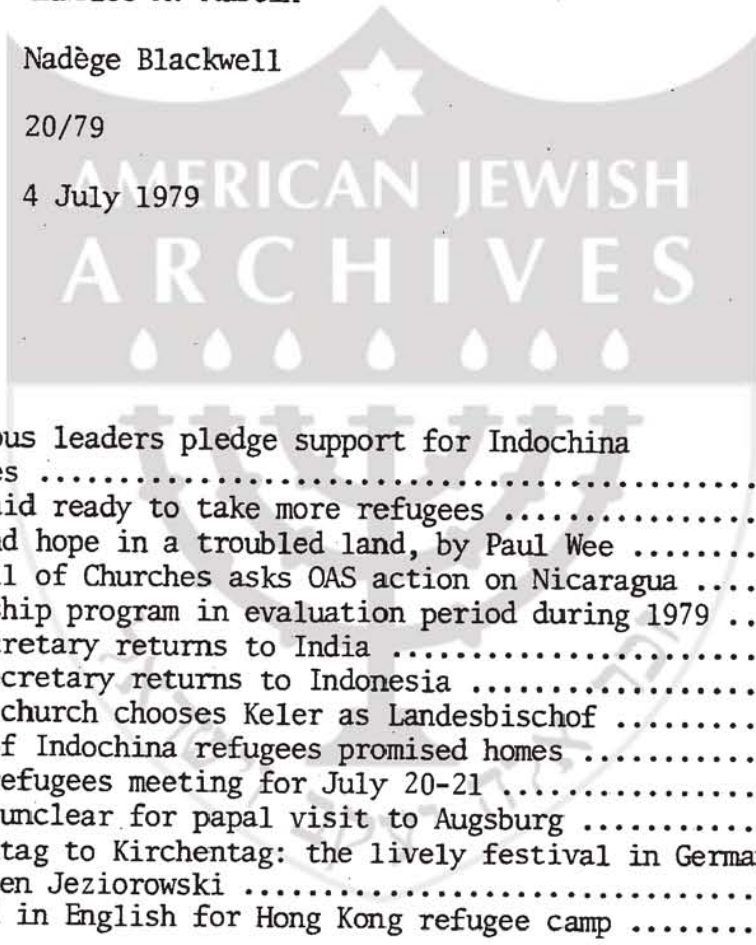 Nadège Blackwell
20/79
4 July 1979
AMERICAN JEWISH
ARCHIVES
ous leaders pledge support for Indochina
es ..............................................
aid ready to take more refugees ..................
d hope in a troubled land, by Paul Wee ........
l of Churches asks OAS action on Nicaragua ....
hip program in evaluation period during 1979 ..
cretary returns to India ......................
ecretary returns to Indonesia .................
church chooses Keler as Landesbischof .........
f Indochina refugees promised homes ...........
efugees meeting for July 20-21 ................
unclear for papal visit to Augsburg ...........
tag to Kirchentag: the lively festival in Germa
en Jeziorowski ................................
in English for Hong Kong refugee camp ........